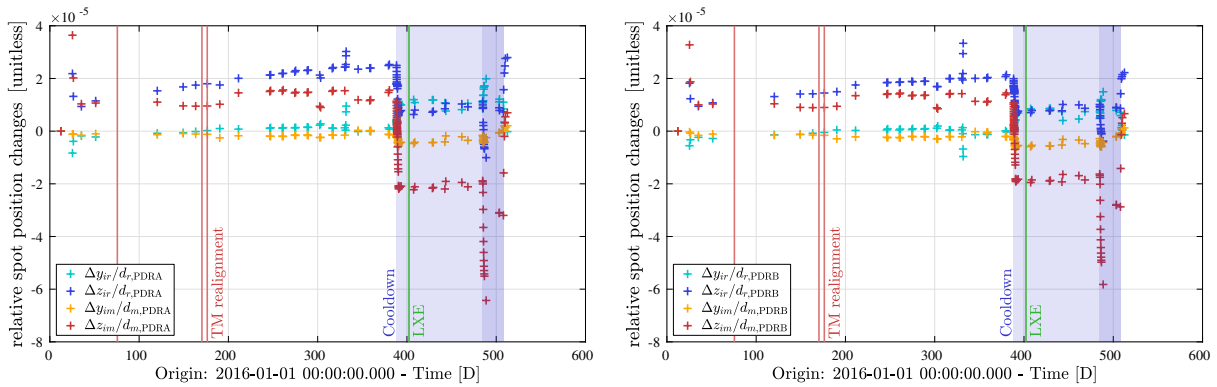 ×10⁻⁵
relative spot position changes [unitless]
4
2
0
-2
-4
-6
-8
Δy_ir/d_r,PDRA
Δz_ir/d_r,PDRA
Δy_im/d_m,PDRA
Δz_im/d_m,PDRA
TM realignment
Cooldown
LXE
0 100 200 300 400 500 600
Origin: 2016-01-01 00:00:00.000 - Time [D]
×10⁻⁵
relative spot position changes [unitless]
4
2
0
-2
-4
-6
-8
Δy_ir/d_r,PDRB
Δz_ir/d_r,PDRB
Δy_im/d_m,PDRB
Δz_im/d_m,PDRB
TM realignment
Cooldown
LXE
0 100 200 300 400 500 600
Origin: 2016-01-01 00:00:00.000 - Time [D]